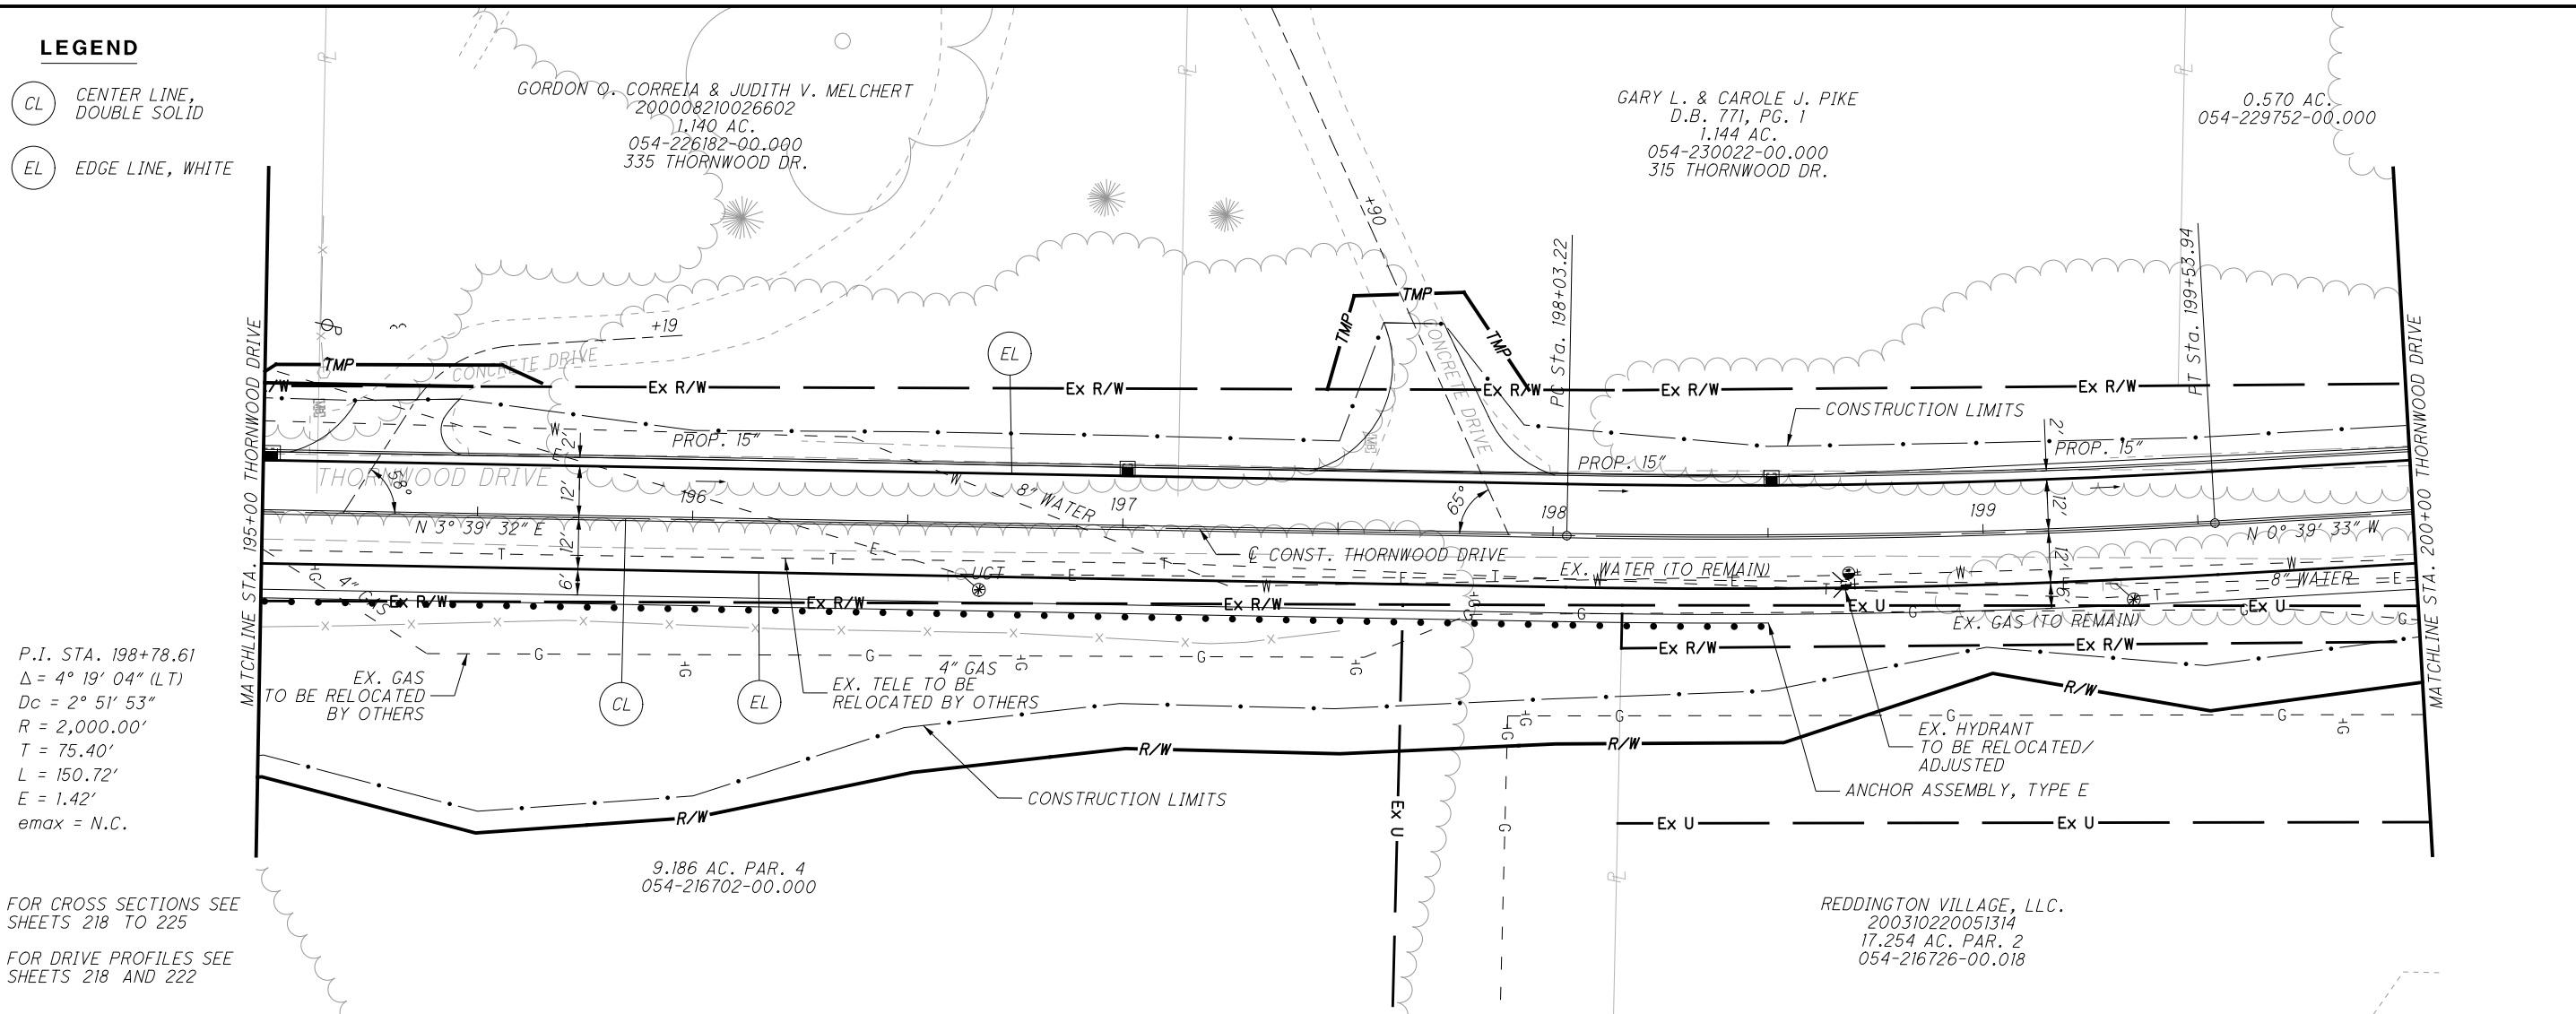 LEGEND
CL
CENTER LINE,
DOUBLE SOLID
EL
EDGE LINE, WHITE
GORDON O. CORREIA & JUDITH V. MELCHERT
200008210026602
1.140 AC.
054-226182-00.000
335 THORNWOOD DR.
GARY L. & CAROLE J. PIKE
D.B. 771, PG. 1
1.144 AC.
054-230022-00.000
315 THORNWOOD DR.
0.570 AC.
054-229752-00.000
MATCHLINE STA. 195+00 THORNWOOD DRIVE
MATCHLINE STA. 200+00 THORNWOOD DRIVE
+90
PC Sta. 198+03.22
PT Sta. 199+53.94
TMP
TMP
TMP
TMP
+19
CONCRETE DRIVE
CONCRETE DRIVE
EL
/W
Ex R/W
Ex R/W
Ex R/W
Ex R/W
Ex R/W
CONSTRUCTION LIMITS
PROP. 15"
PROP. 15"
PROP. 15"
THORNWOOD DRIVE
58°
65°
2'
12'
12'
6'
2'
12'
12'
6'
196
197
198
199
8" WATER
N 3° 39' 32" E
N 0° 39' 33" W
℄ CONST. THORNWOOD DRIVE
EX. WATER (TO REMAIN)
UGT
8" WATER
4" GAS
Ex R/W
Ex R/W
Ex R/W
Ex U
Ex U
EX. GAS (TO REMAIN)
Ex R/W
Ex R/W
EX. GAS
TO BE RELOCATED
BY OTHERS
CL
EL
4" GAS
EX. TELE TO BE
RELOCATED BY OTHERS
R/W
R/W
R/W
R/W
EX. HYDRANT
TO BE RELOCATED/
ADJUSTED
ANCHOR ASSEMBLY, TYPE E
CONSTRUCTION LIMITS
Ex U
Ex U
Ex U
P.I. STA. 198+78.61
Δ = 4° 19' 04" (LT)
Dc = 2° 51' 53"
R = 2,000.00'
T = 75.40'
L = 150.72'
E = 1.42'
emax = N.C.
9.186 AC. PAR. 4
054-216702-00.000
REDDINGTON VILLAGE, LLC.
200310220051314
17.254 AC. PAR. 2
054-216726-00.018
FOR CROSS SECTIONS SEE
SHEETS 218 TO 225
FOR DRIVE PROFILES SEE
SHEETS 218 AND 222